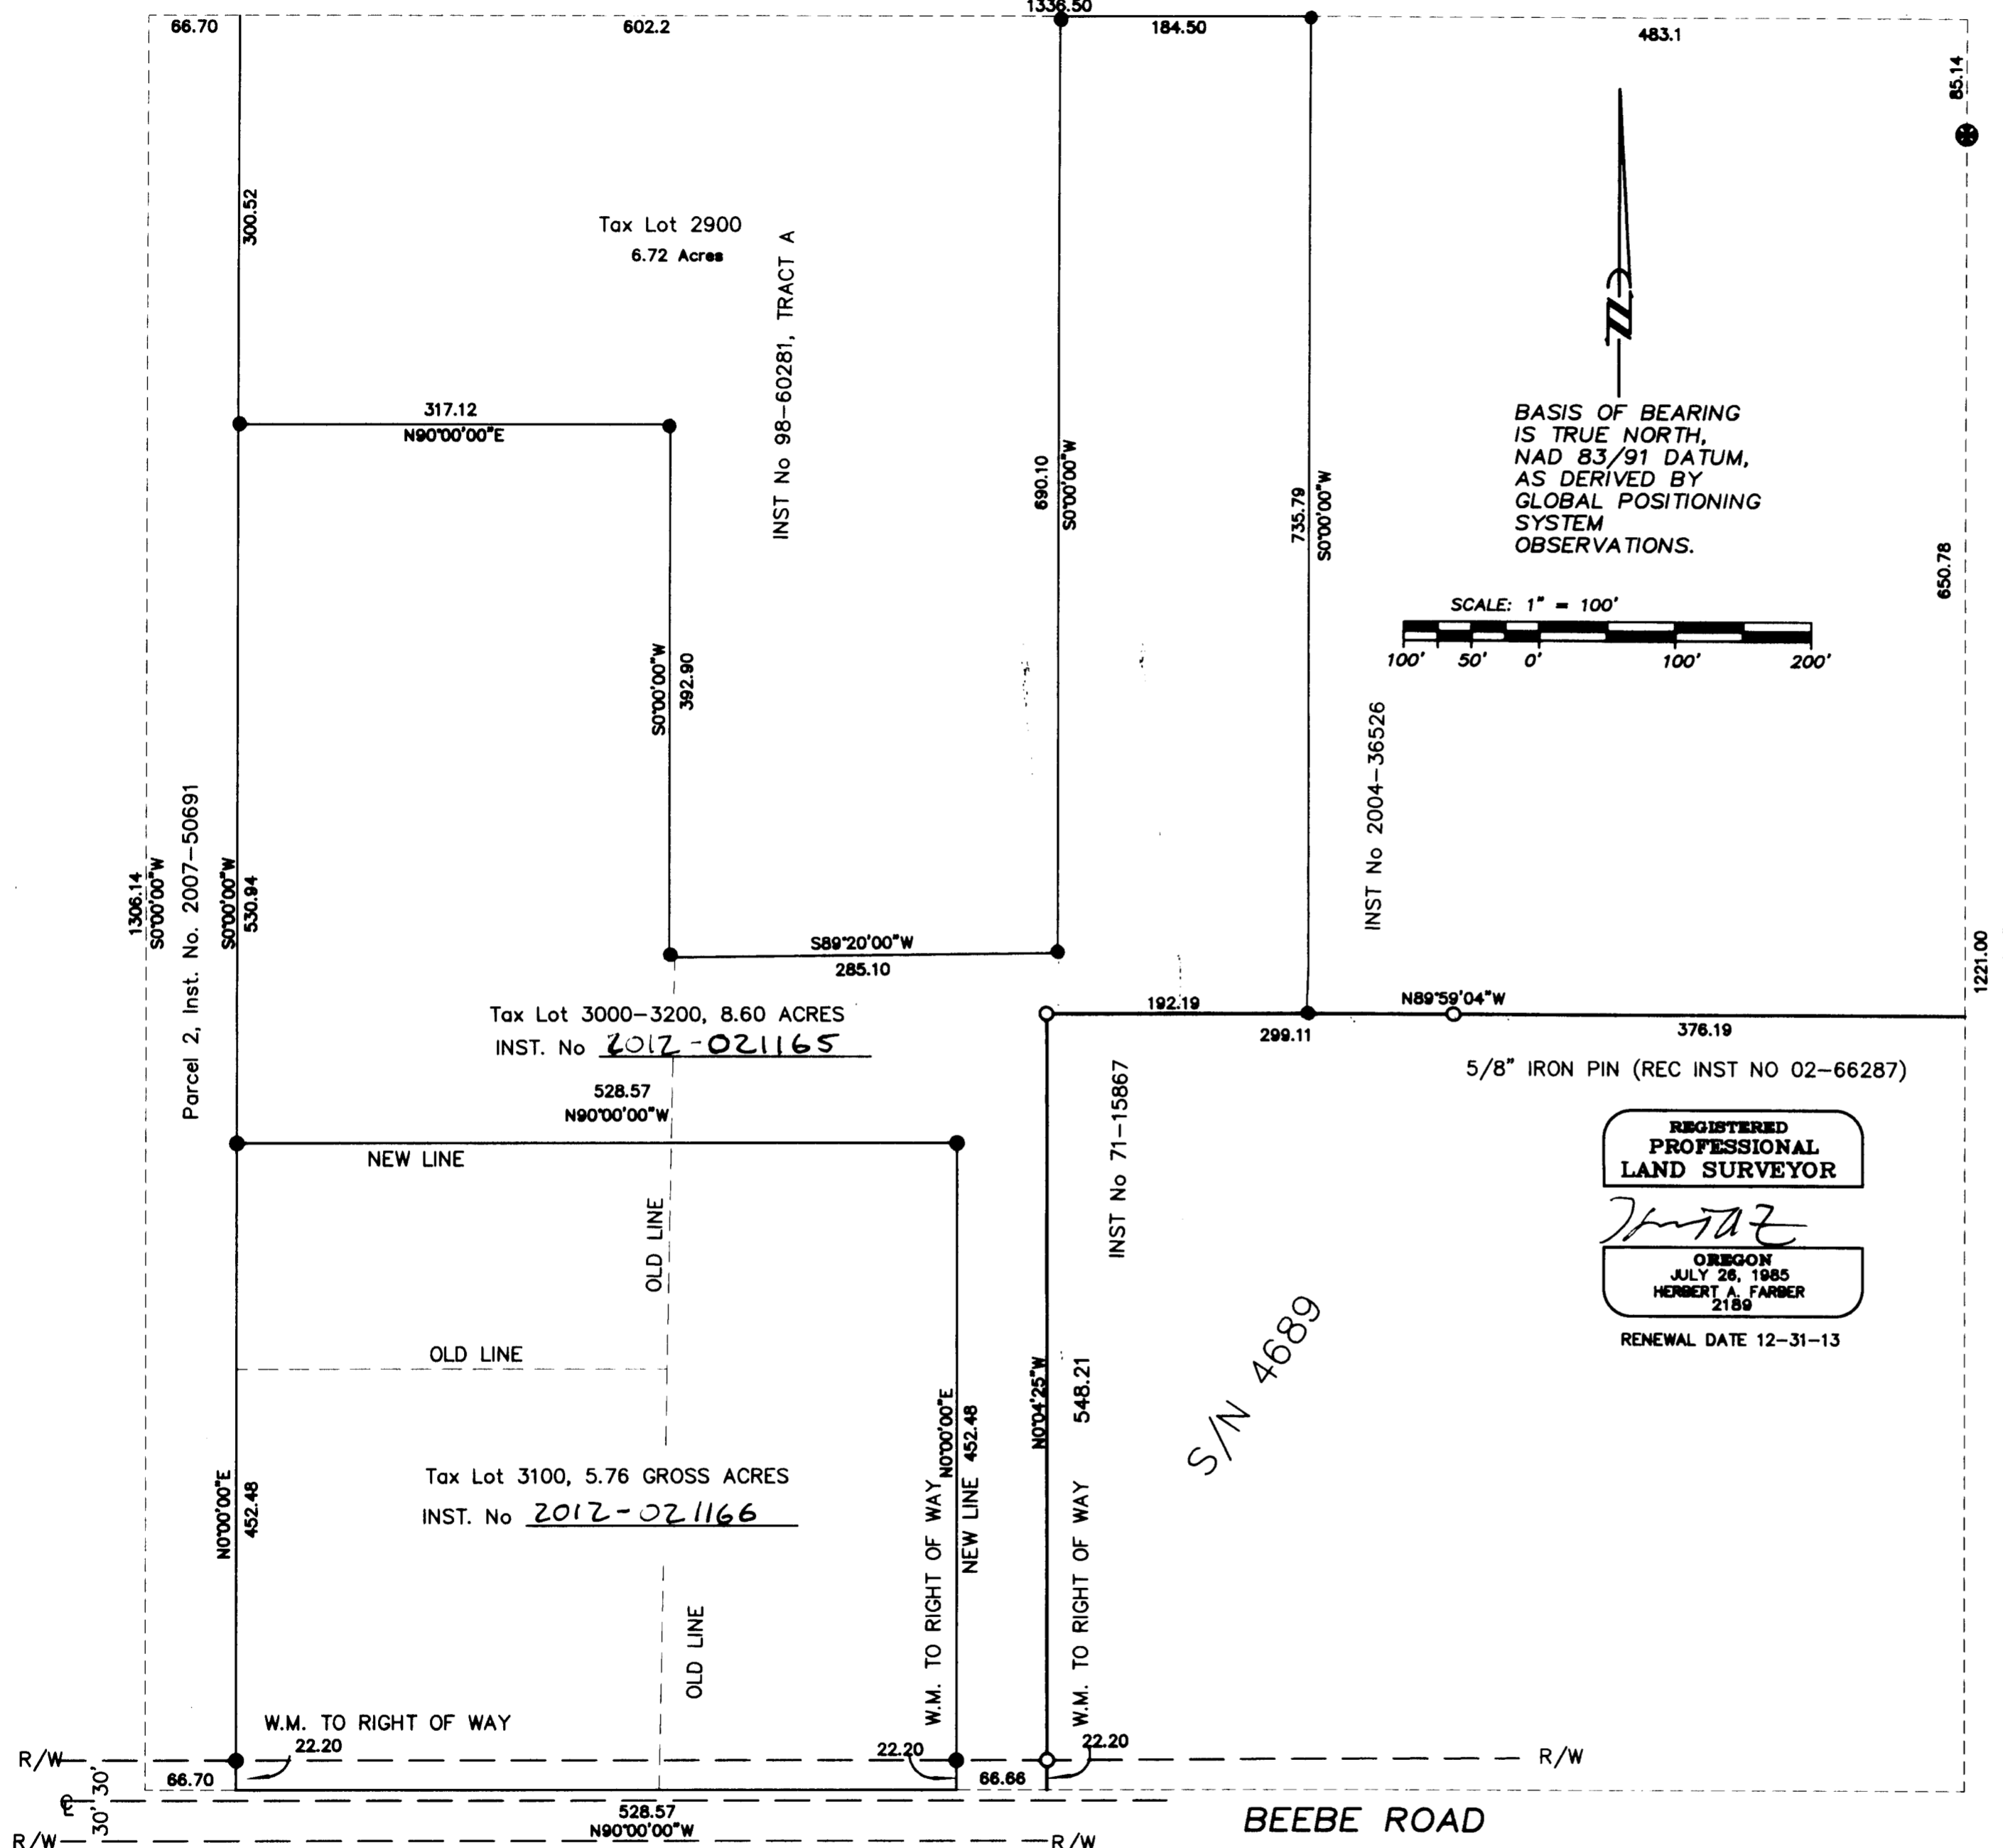 1336.50
66.70
602.2
184.50
483.1
85.14
300.52
Tax Lot 2900
6.72 Acres
INST No 98-60281, TRACT A
N
317.12
N90°00'00"E
BASIS OF BEARING
IS TRUE NORTH,
NAD 83/91 DATUM,
AS DERIVED BY
GLOBAL POSITIONING
SYSTEM
OBSERVATIONS.
690.10
S0°00'00"W
735.79
S0°00'00"W
650.78
SCALE: 1" = 100'
100' 50' 0' 100' 200'
S0°00'00"W
392.90
INST No 2004-36526
1306.14
S0°00'00"W
Parcel 2, Inst. No. 2007-50691
S0°00'00"W
530.94
S89°20'00"W
285.10
1221.00
Tax Lot 3000-3200, 8.60 ACRES
INST. No 2012-021165
192.19
N89°59'04"W
299.11
376.19
5/8" IRON PIN (REC INST NO 02-66287)
528.57
N90°00'00"W
NEW LINE
INST No 71-15867
REGISTERED
PROFESSIONAL
LAND SURVEYOR
OREGON
JULY 26, 1985
HERBERT A. FARBER
2189
RENEWAL DATE 12-31-13
OLD LINE
OLD LINE
S/N 4689
N0°00'00"E
452.48
Tax Lot 3100, 5.76 GROSS ACRES
INST. No 2012-021166
N0°00'00"E
NEW LINE 452.48
W.M. TO RIGHT OF WAY
N0°04'25"W
548.21
W.M. TO RIGHT OF WAY
OLD LINE
W.M. TO RIGHT OF WAY
22.20
22.20
22.20
R/W
R/W
66.70
66.66
30' 30'
CL
528.57
N90°00'00"W
BEEBE ROAD
R/W
R/W